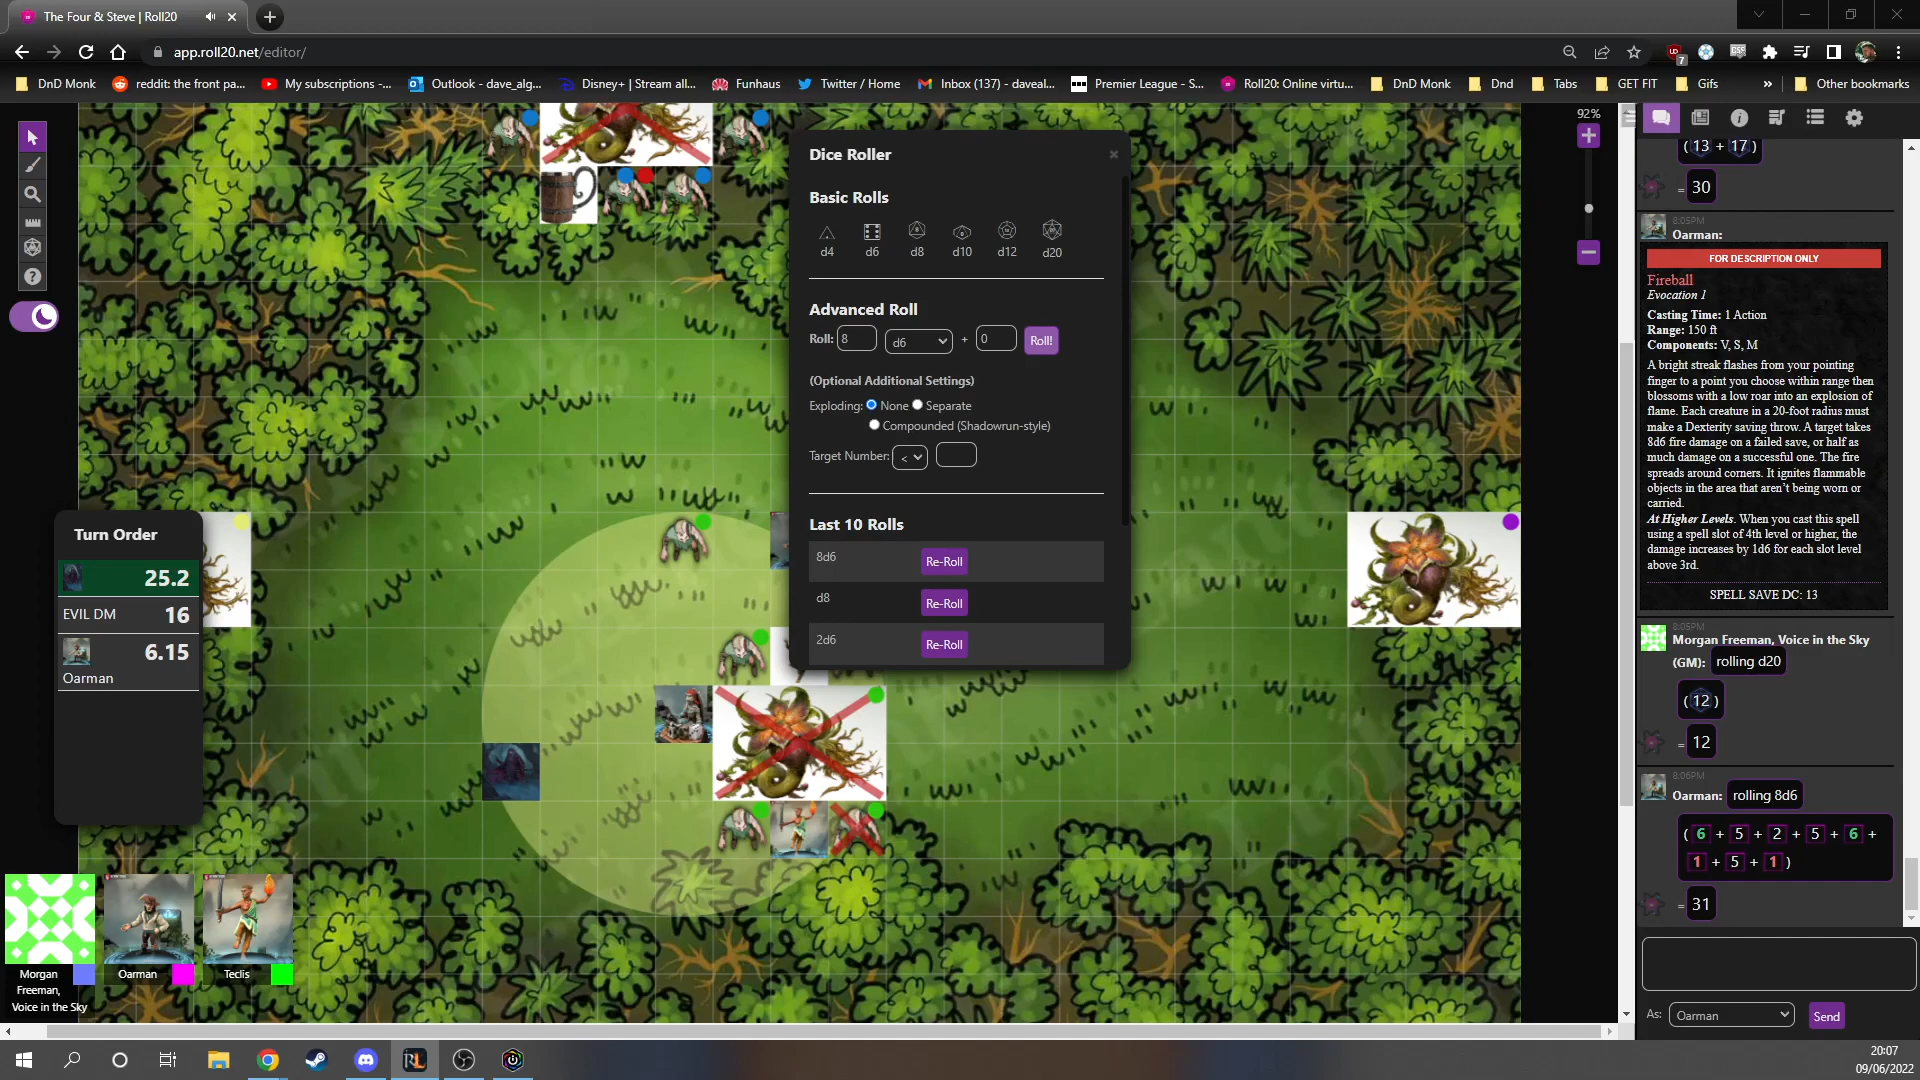 The Four & Steve | Roll20
app.roll20.net/editor/
7
DnD Monk
reddit: the front pa...
My subscriptions -...
Outlook - dave_alg...
Disney+ | Stream all...
Funhaus
Twitter / Home
Inbox (137) - daveal...
Premier League - S...
Roll20: Online virtu...
DnD Monk
Dnd
Tabs
GET FIT
Gifs
»
Other bookmarks
92%
Dice Roller
Basic Rolls
d4
d6
d8
d10
d12
d20
Advanced Roll
Roll: 8 d6 + 0 Roll!
(Optional Additional Settings)
Exploding: None Separate
Compounded (Shadowrun-style)
Target Number: <
Last 10 Rolls
8d6 Re-Roll
d8 Re-Roll
2d6 Re-Roll
Turn Order
25.2
EVIL DM 16
6.15
Oarman
Morgan
Freeman,
Voice in the Sky
Oarman
Teclis
(13 + 17)
= 30
8:05PM
Oarman:
FOR DESCRIPTION ONLY
Fireball
Evocation 1
Casting Time: 1 Action
Range: 150 ft
Components: V, S, M
A bright streak flashes from your pointing
finger to a point you choose within range then
blossoms with a low roar into an explosion of
flame. Each creature in a 20-foot radius must
make a Dexterity saving throw. A target takes
8d6 fire damage on a failed save, or half as
much damage on a successful one. The fire
spreads around corners. It ignites flammable
objects in the area that aren't being worn or
carried.
At Higher Levels. When you cast this spell
using a spell slot of 4th level or higher, the
damage increases by 1d6 for each slot level
above 3rd.
SPELL SAVE DC: 13
8:05PM
Morgan Freeman, Voice in the Sky
(GM): rolling d20
(12)
= 12
8:06PM
Oarman: rolling 8d6
(6 + 5 + 2 + 5 + 6 +
1 + 5 + 1)
= 31
As: Oarman Send
20:07
09/06/2022